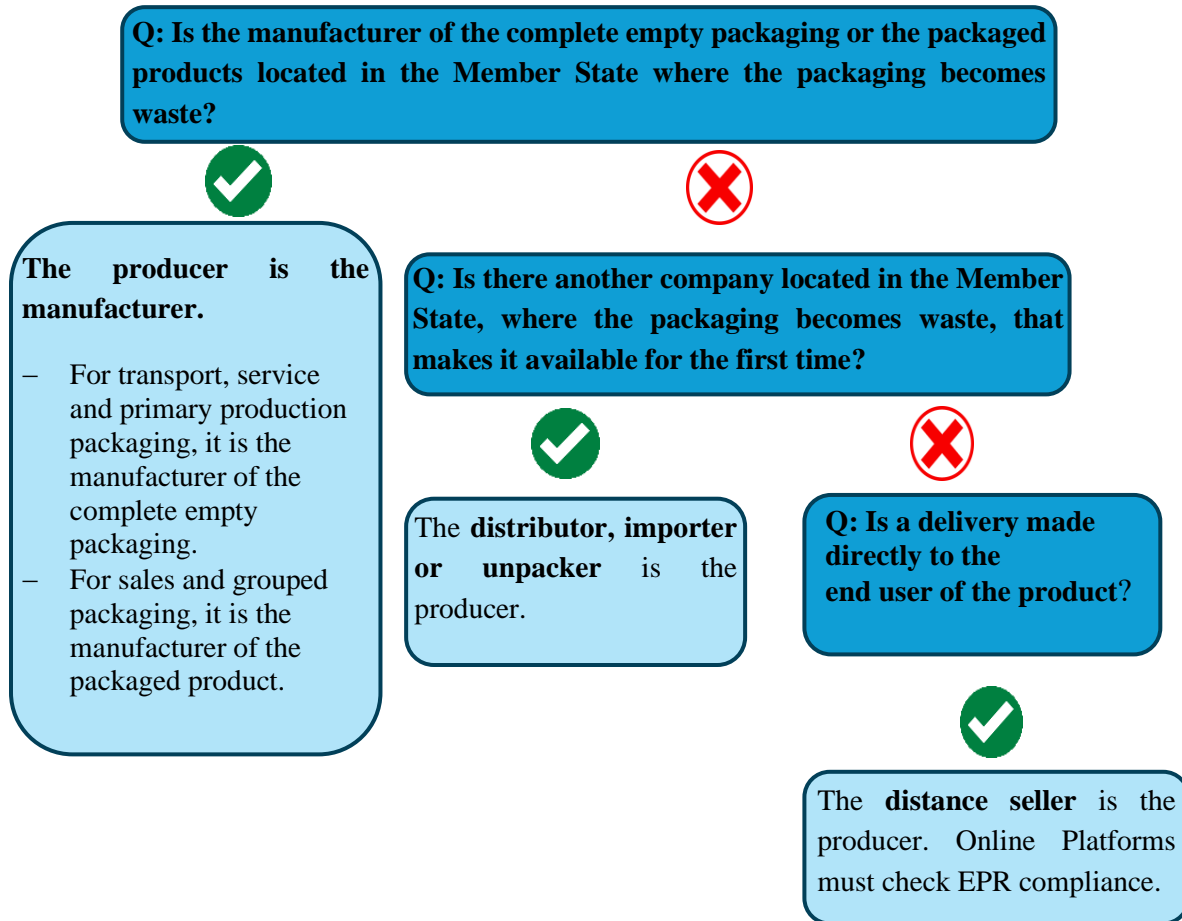 Q: Is the manufacturer of the complete empty packaging or the packaged
products located in the Member State where the packaging becomes
waste?
The producer is the
manufacturer.
– For transport, service
and primary production
packaging, it is the
manufacturer of the
complete empty
packaging.
– For sales and grouped
packaging, it is the
manufacturer of the
packaged product.
Q: Is there another company located in the Member
State, where the packaging becomes waste, that
makes it available for the first time?
The distributor, importer
or unpacker is the
producer.
Q: Is a delivery made
directly to the
end user of the product?
The distance seller is the
producer. Online Platforms
must check EPR compliance.